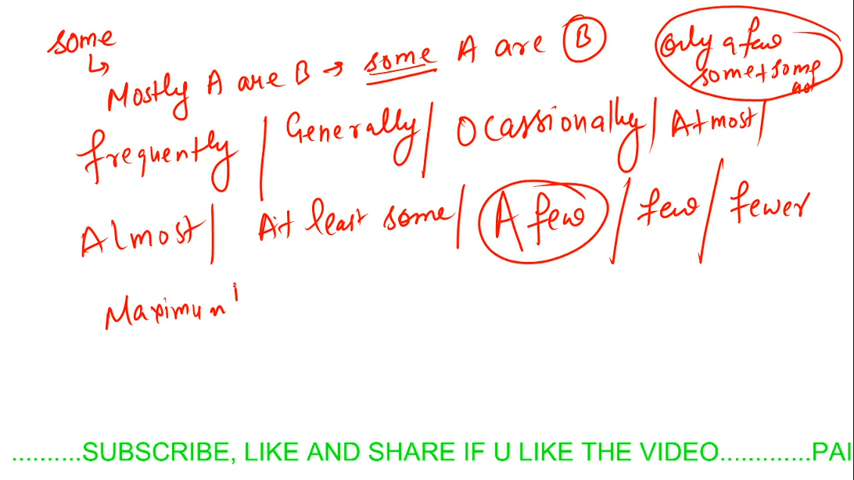 some
↳ Mostly A are B → some A are B
Only a few
some + some
not
frequently / Generally / Ocassionally / Atmost /
Almost / At least some / A few / few / fewer
Maximum
..........SUBSCRIBE, LIKE AND SHARE IF U LIKE THE VIDEO.............PAI